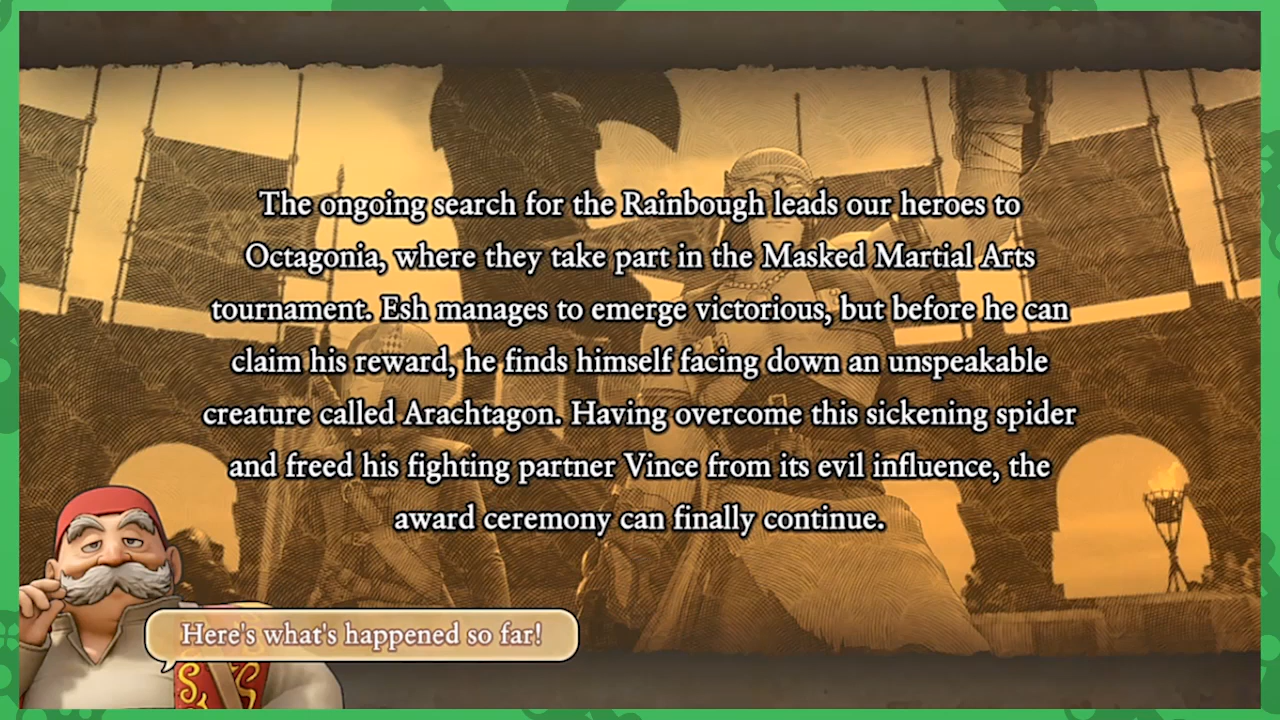 The ongoing search for the Rainbough leads our heroes to
Octagonia, where they take part in the Masked Martial Arts
tournament. Esh manages to emerge victorious, but before he can
claim his reward, he finds himself facing down an unspeakable
creature called Arachtagon. Having overcome this sickening spider
and freed his fighting partner Vince from its evil influence, the
award ceremony can finally continue.
Here's what's happened so far!